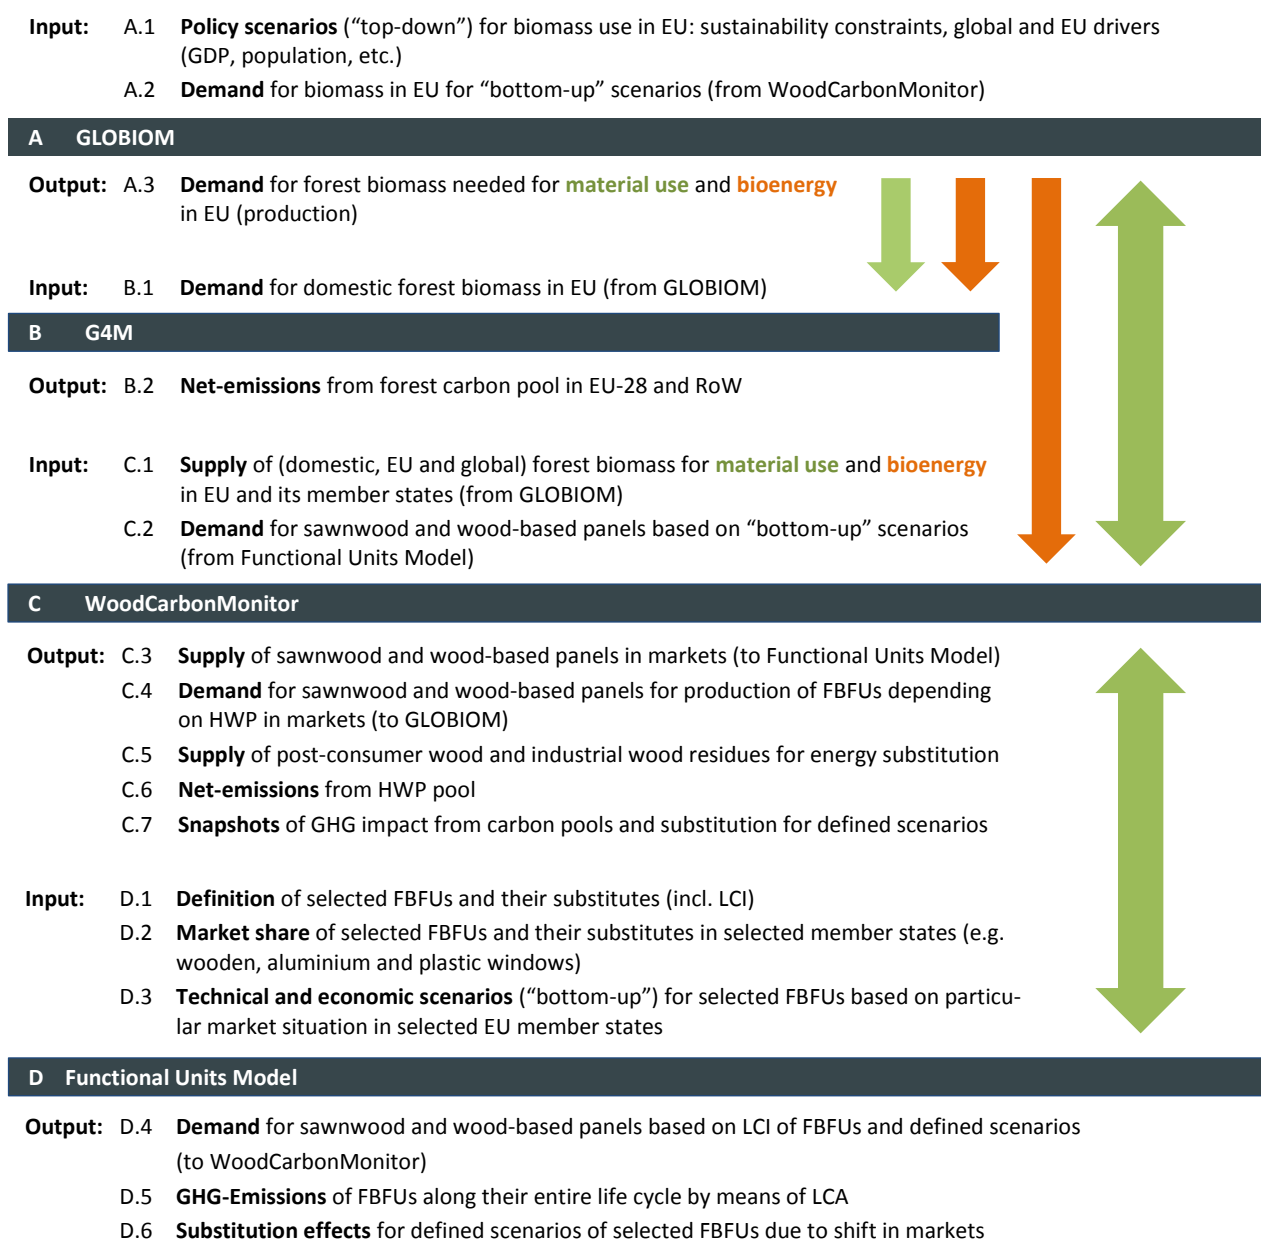 Input: A.1 Policy scenarios (“top-down”) for biomass use in EU: sustainability constraints, global and EU drivers
(GDP, population, etc.)
A.2 Demand for biomass in EU for “bottom-up” scenarios (from WoodCarbonMonitor)
A GLOBIOM
Output: A.3 Demand for forest biomass needed for material use and bioenergy
in EU (production)
Input: B.1 Demand for domestic forest biomass in EU (from GLOBIOM)
B G4M
Output: B.2 Net-emissions from forest carbon pool in EU-28 and RoW
Input: C.1 Supply of (domestic, EU and global) forest biomass for material use and bioenergy
in EU and its member states (from GLOBIOM)
C.2 Demand for sawnwood and wood-based panels based on “bottom-up” scenarios
(from Functional Units Model)
C WoodCarbonMonitor
Output: C.3 Supply of sawnwood and wood-based panels in markets (to Functional Units Model)
C.4 Demand for sawnwood and wood-based panels for production of FBFUs depending
on HWP in markets (to GLOBIOM)
C.5 Supply of post-consumer wood and industrial wood residues for energy substitution
C.6 Net-emissions from HWP pool
C.7 Snapshots of GHG impact from carbon pools and substitution for defined scenarios
Input: D.1 Definition of selected FBFUs and their substitutes (incl. LCI)
D.2 Market share of selected FBFUs and their substitutes in selected member states (e.g.
wooden, aluminium and plastic windows)
D.3 Technical and economic scenarios (“bottom-up”) for selected FBFUs based on particu-
lar market situation in selected EU member states
D Functional Units Model
Output: D.4 Demand for sawnwood and wood-based panels based on LCI of FBFUs and defined scenarios
(to WoodCarbonMonitor)
D.5 GHG-Emissions of FBFUs along their entire life cycle by means of LCA
D.6 Substitution effects for defined scenarios of selected FBFUs due to shift in markets